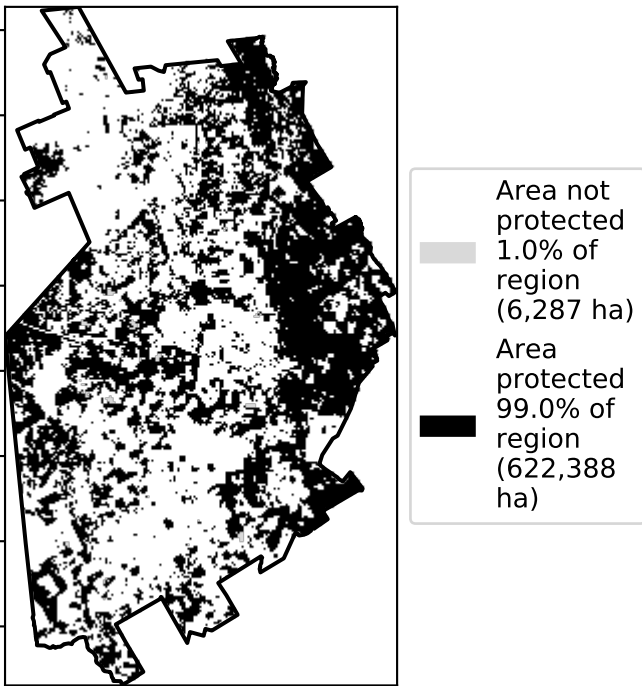 Area not
protected
1.0% of
region
(6,287 ha)
Area
protected
99.0% of
region
(622,388
ha)